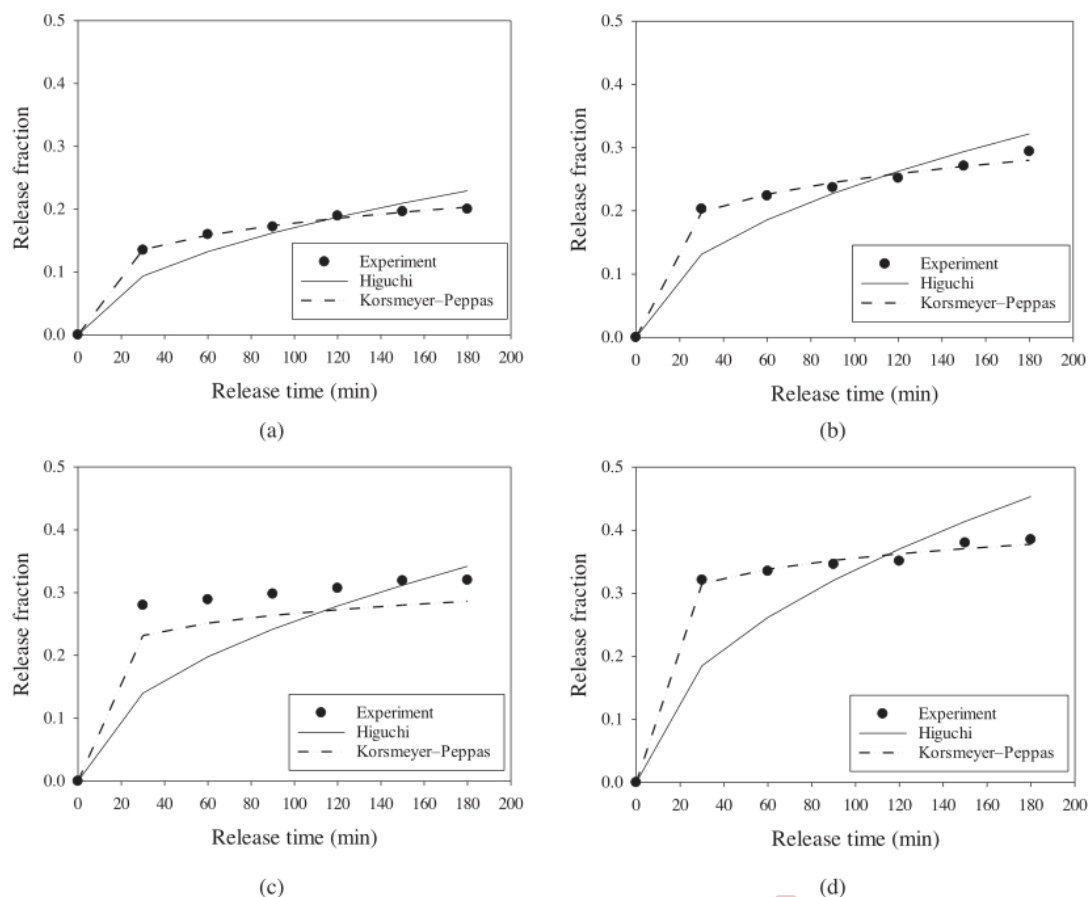 0.5
0.4
0.3
0.2
0.1
0.0
Release fraction
0 20 40 60 80 100 120 140 160 180 200
Release time (min)
Experiment
Higuchi
Korsmeyer–Peppas
(a)
0.5
0.4
0.3
0.2
0.1
0.0
Release fraction
0 20 40 60 80 100 120 140 160 180 200
Release time (min)
Experiment
Higuchi
Korsmeyer–Peppas
(b)
0.5
0.4
0.3
0.2
0.1
0.0
Release fraction
0 20 40 60 80 100 120 140 160 180 200
Release time (min)
Experiment
Higuchi
Korsmeyer–Peppas
(c)
0.5
0.4
0.3
0.2
0.1
0.0
Release fraction
0 20 40 60 80 100 120 140 160 180 200
Release time (min)
Experiment
Higuchi
Korsmeyer–Peppas
(d)